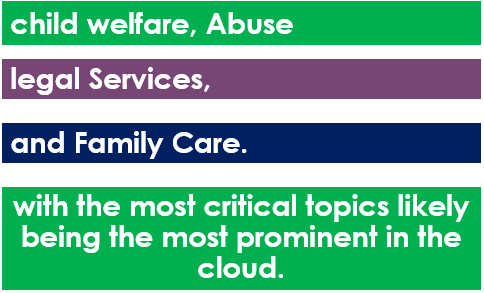 child welfare, Abuse
legal Services,
and Family Care.
with the most critical topics likely
being the most prominent in the
cloud.